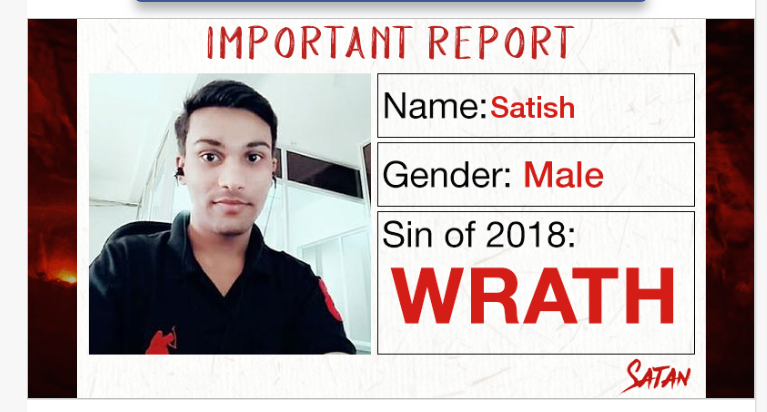 IMPORTANT REPORT
Name: Satish
Gender: Male
Sin of 2018:
WRATH
SATAN